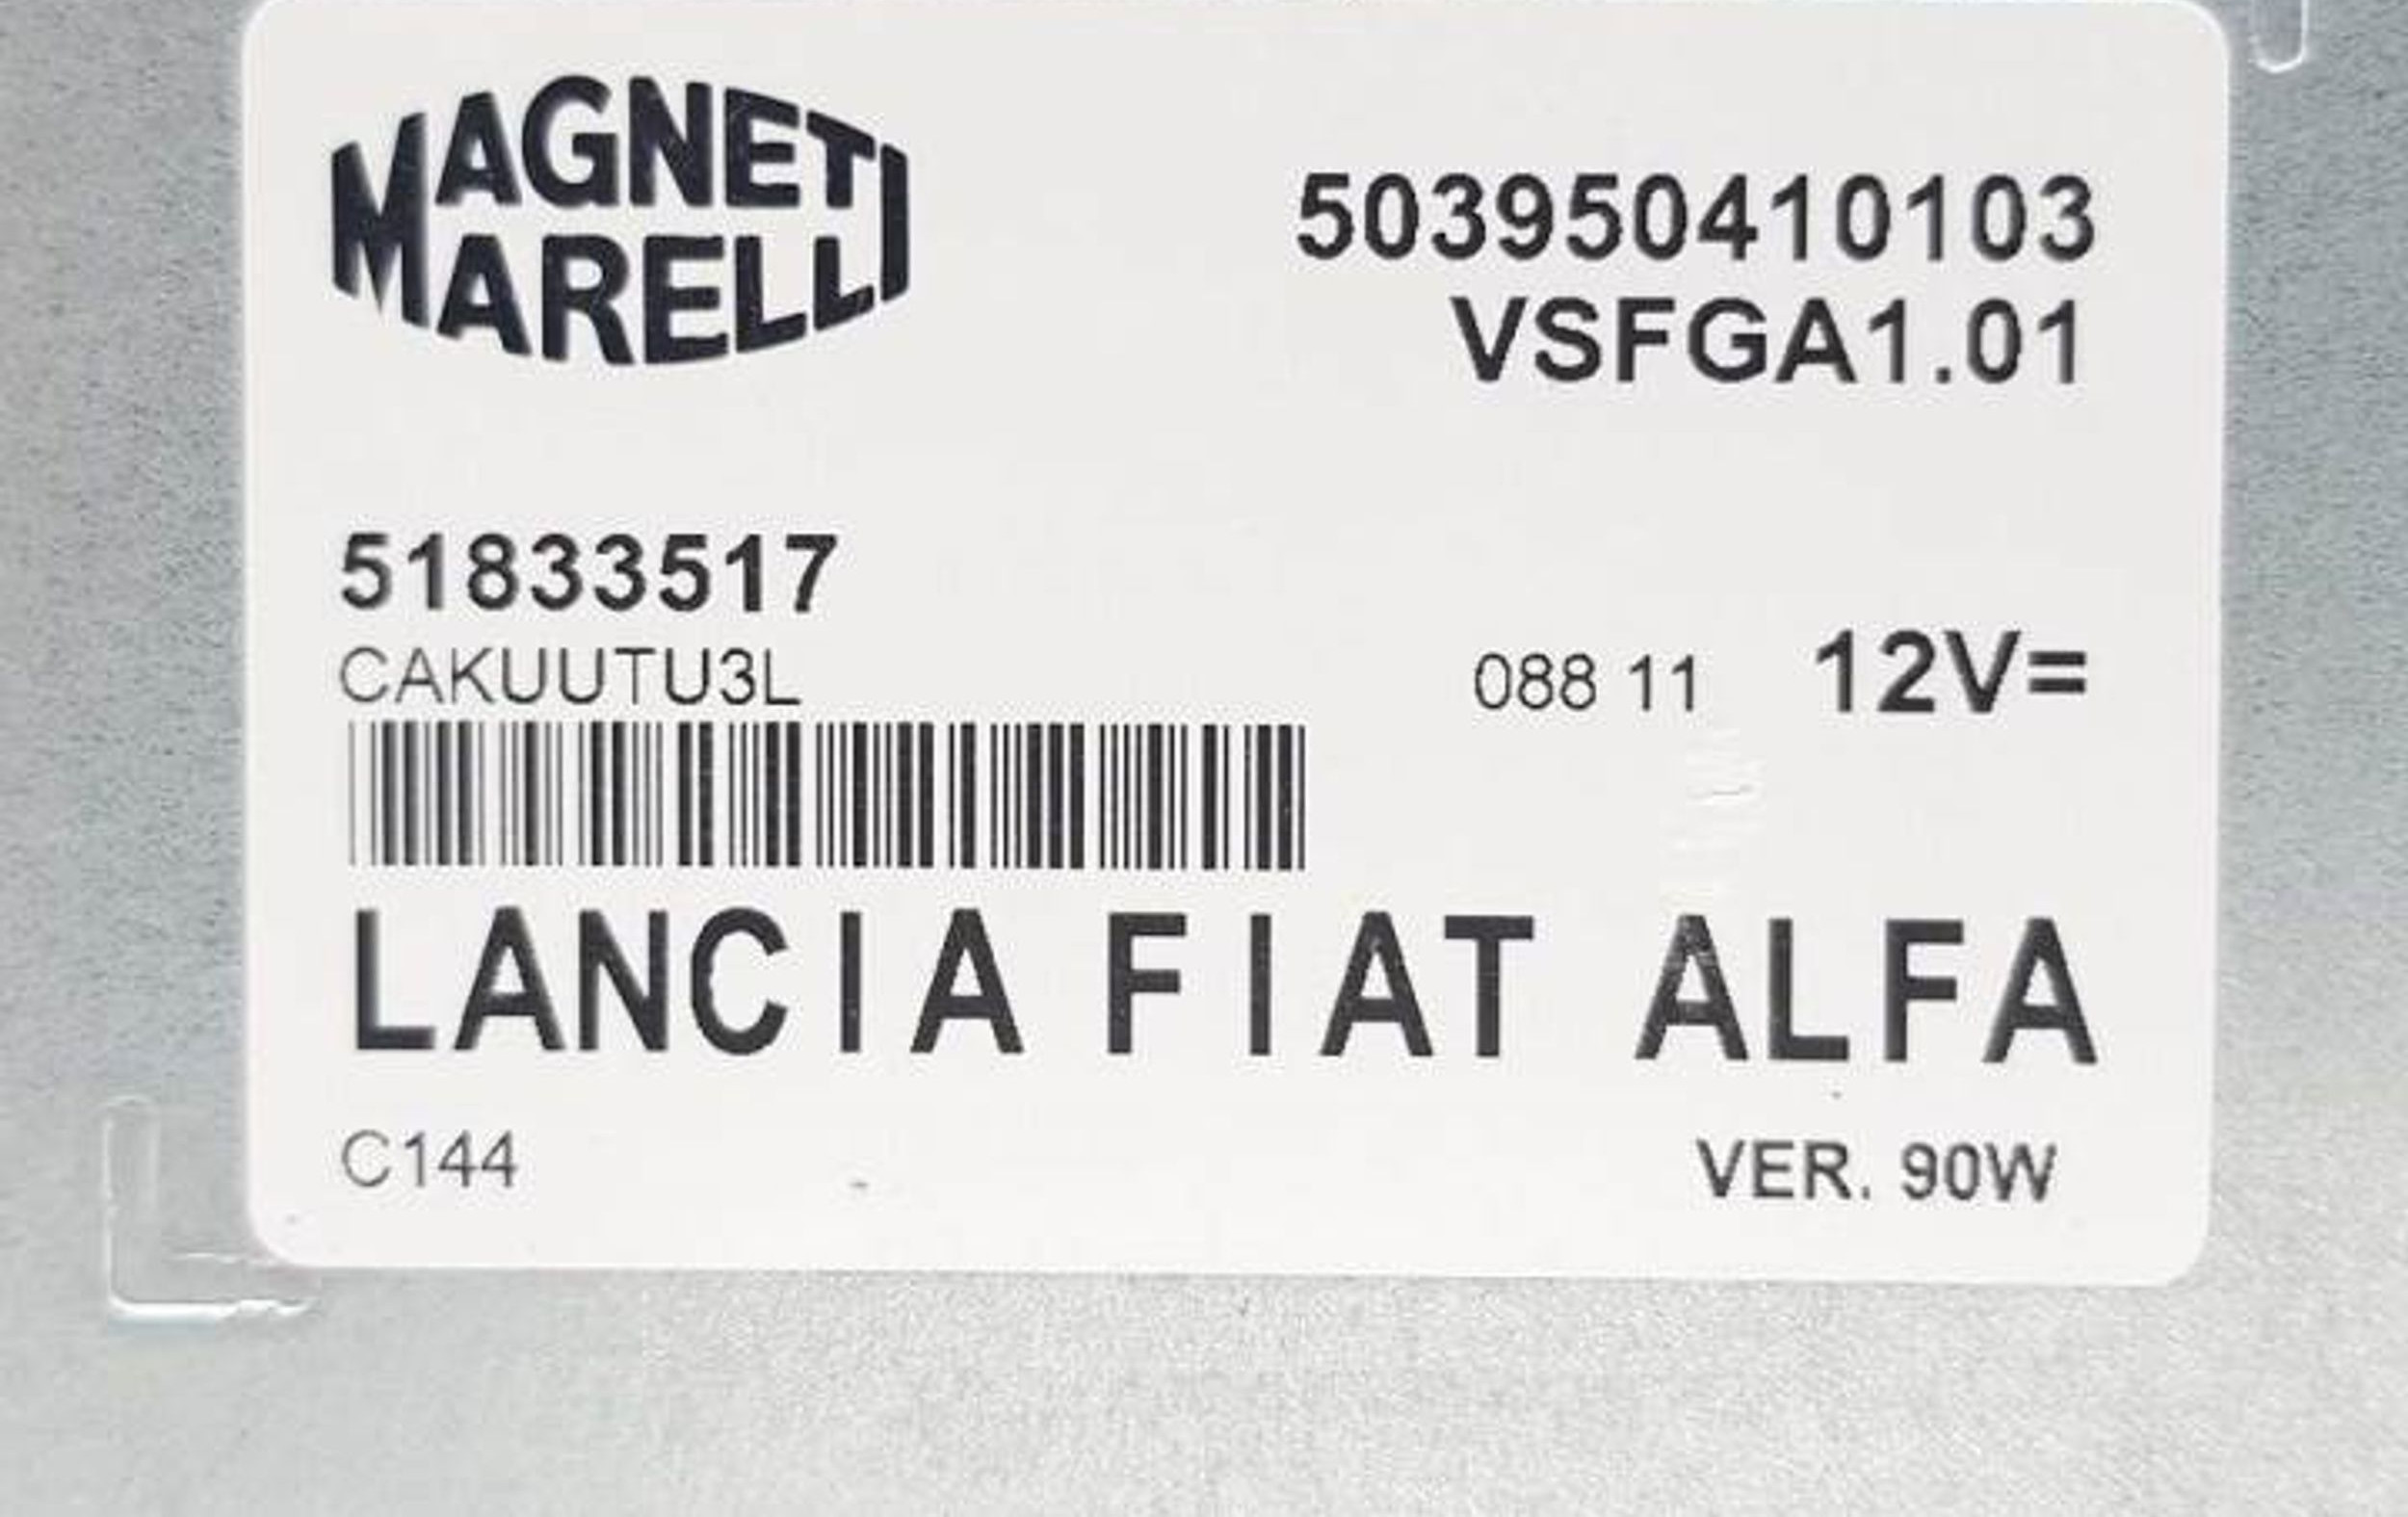 MAGNETI
MARELLI
503950410103
VSFGA1.01
51833517
CAKUUTU3L
088 11 12V=
LANCIA FIAT ALFA
C144
VER. 90W